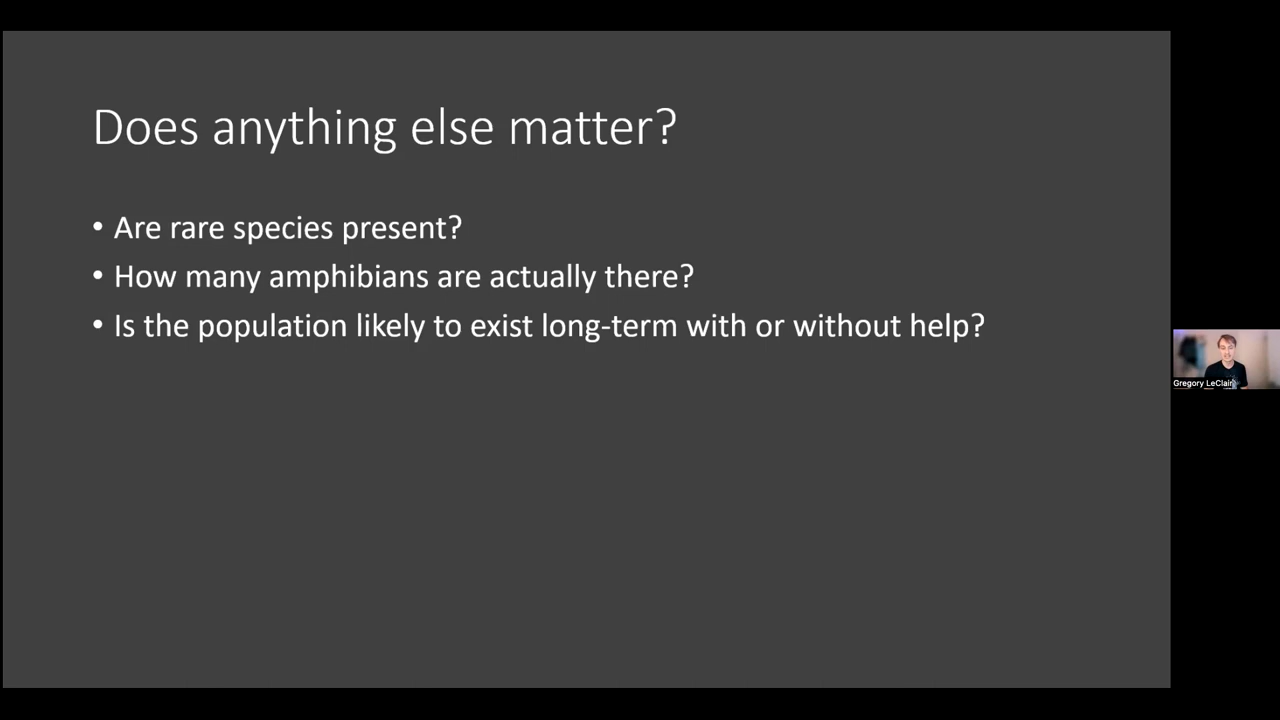 Does anything else matter?
• Are rare species present?
• How many amphibians are actually there?
• Is the population likely to exist long-term with or without help?
Gregory LeClair